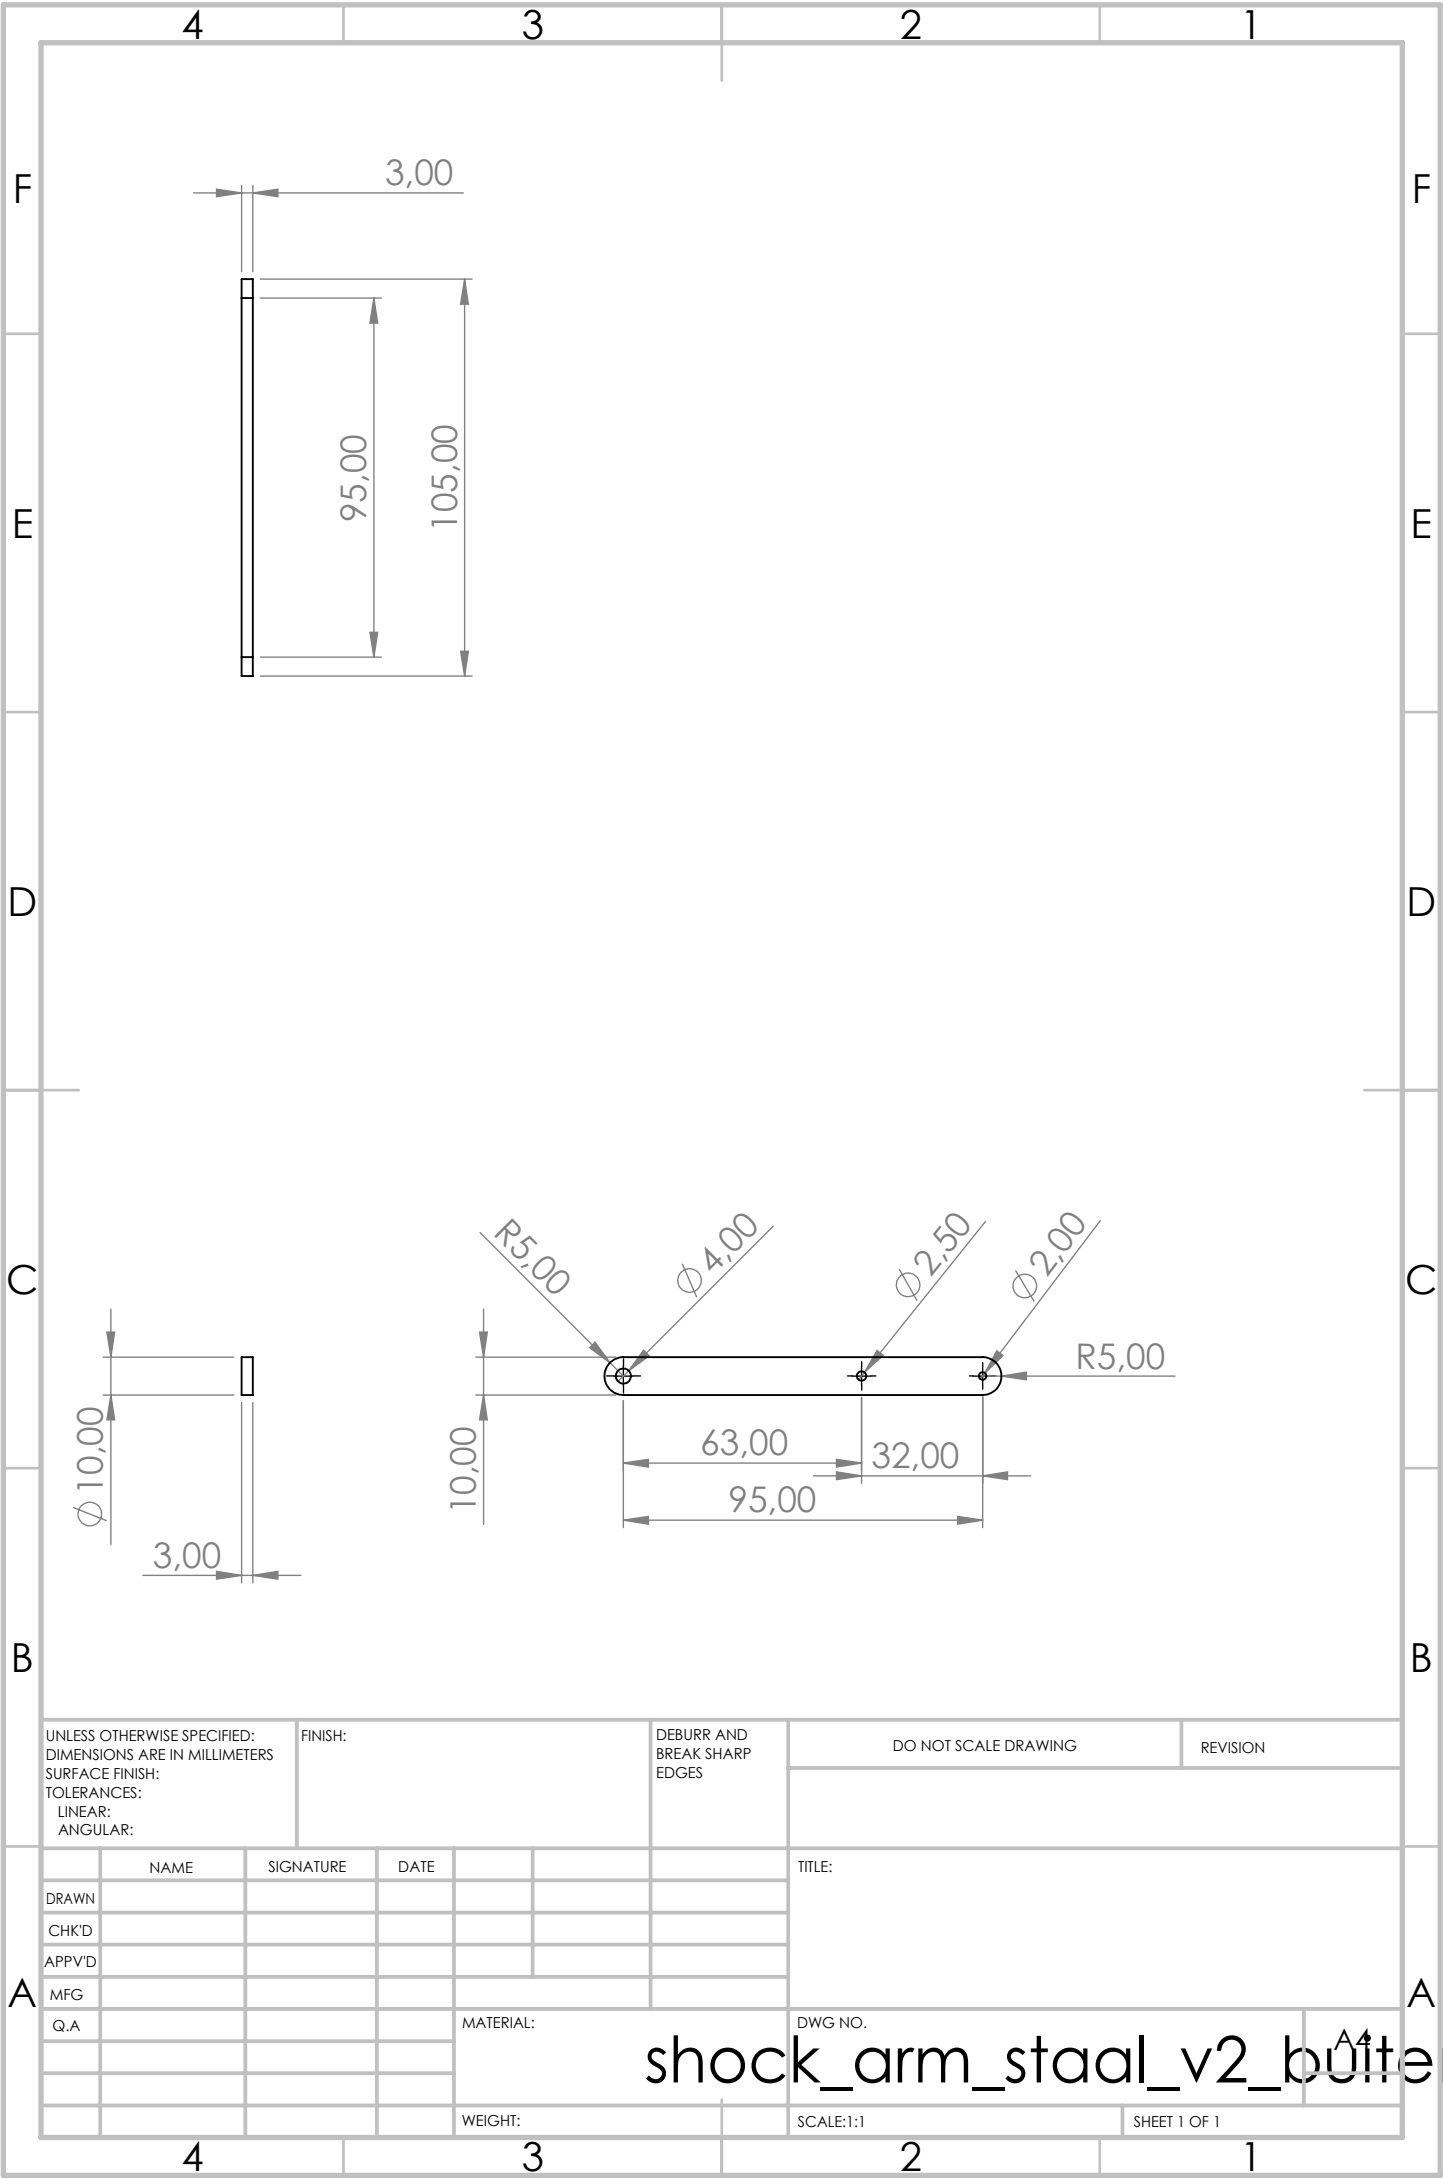 4 3 2 1
F F
3,00
95,00
105,00
E E
D D
C C
R5,00
⌀4,00
⌀2,50
⌀2,00
R5,00
⌀10,00
3,00
10,00
63,00
32,00
95,00
B B
UNLESS OTHERWISE SPECIFIED:
DIMENSIONS ARE IN MILLIMETERS
SURFACE FINISH:
TOLERANCES:
LINEAR:
ANGULAR:
FINISH:
DEBURR AND
BREAK SHARP
EDGES
DO NOT SCALE DRAWING
REVISION
NAME SIGNATURE DATE
TITLE:
DRAWN
CHK'D
APPV'D
MFG
Q.A
A A
MATERIAL:
DWG NO.
shock_arm_staal_v2_buite
A4
WEIGHT:
SCALE:1:1
SHEET 1 OF 1
4 3 2 1